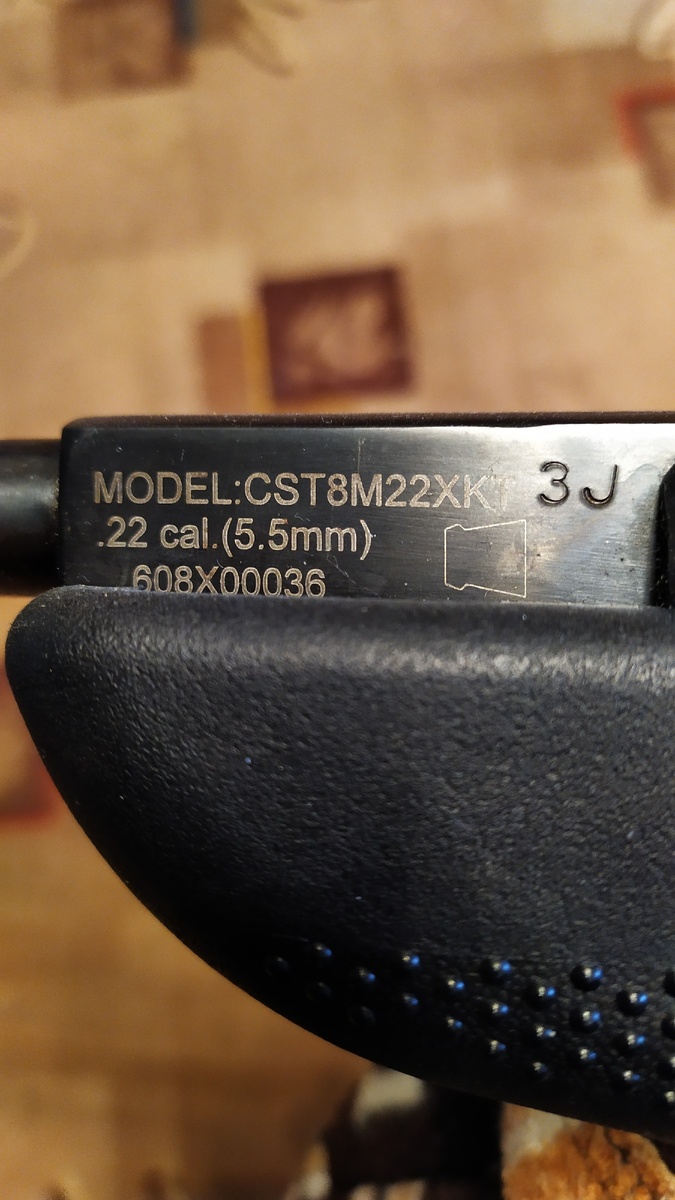 MODEL:CST8M22XKT 3J
.22 cal.(5.5mm)
608X00036